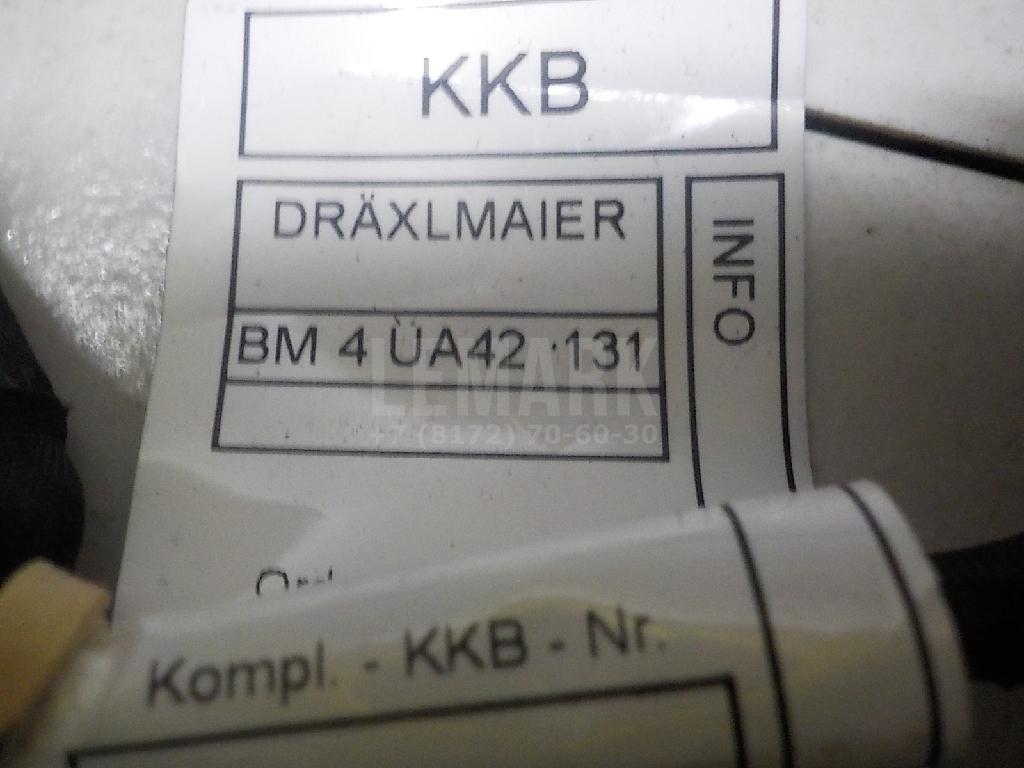 KKB
DRÄXLMAIER
INFO
BM 4 ÜA42 131
LEMARK
+7 (8172) 70-60-30
Kompl. - KKB - Nr.